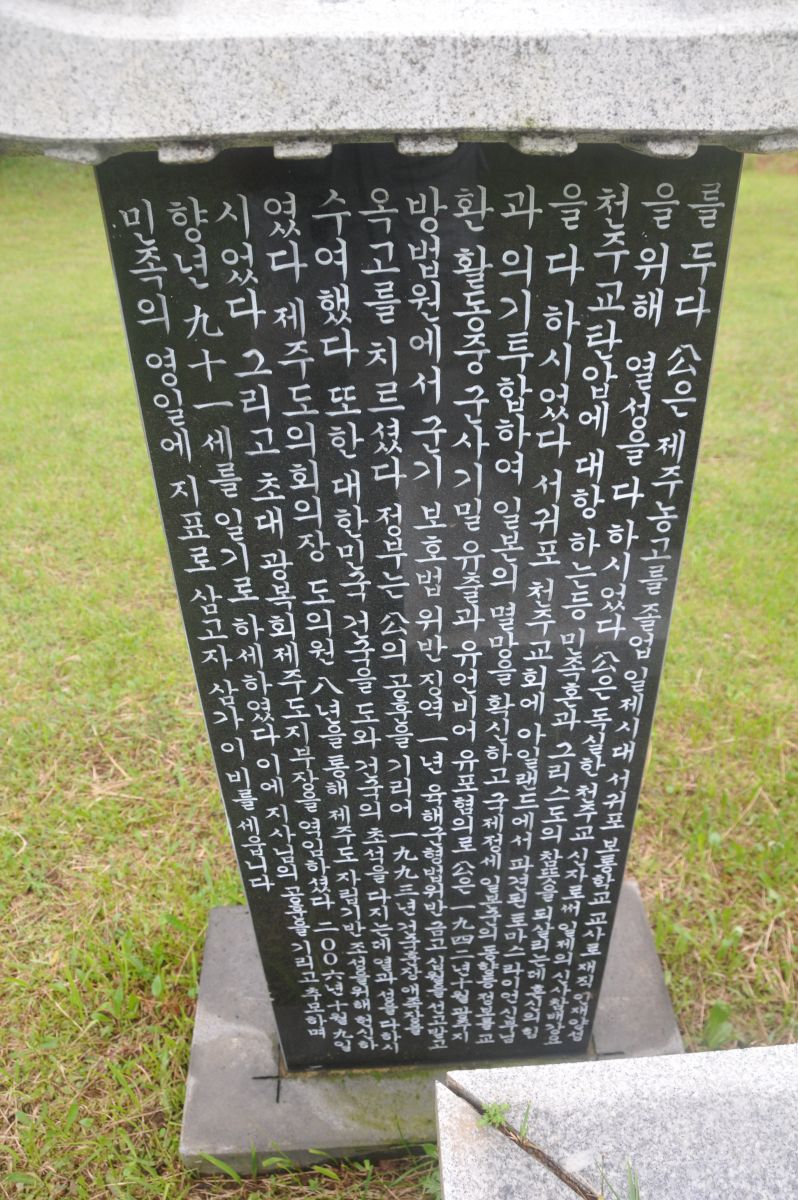 를 두다 公은 제주농고를 졸업 일제시대 서귀포 보통학교 교사로 재직 인재양성
을 위해 열성을 다 하시었다 公은 독실한 천주교 신자로써 일제의 신사참배강요
천주교탄압에 대항 하는등 민족혼과 그리스도의 참뜻을 되살리는데 혼신의 힘
을 다 하시었다 서귀포 천주교회에 아일랜드에서 파견된 토마스 라이언신부님
과 의기투합하여 일본의 멸망을 확신하고 국제정세 일본군의 동향등 정보를 교
환 활동중 군사기밀 유출과 유언비어 유포혐의로 公은 一九四二년十월 광주지
방법원에서 군기 보호법 위반 징역 一년 육해군형법위반 금고 선고받고
옥고를 치르셨다 정부는 公의 공훈을 기리어 一九九三년건국훈장 애족장을
수여했다 또한 대한민국 건국을 도와 건국의 초석을 다지는데 열과 성을 다하시
였다 제주도의회의장 도의원 八년을 통해 제주도 자립기반조성을위해 헌신하
시었다 그리고 초대 광복회제주도지부장을 역임하셨다 二00六년十월九일
향년 九十一세를 일기로 하세하였다 이에 지사님의 공훈을 기리고 추모하며
민족의 영일에 지표로 삼고자 삼가 이 비를 세웁니다